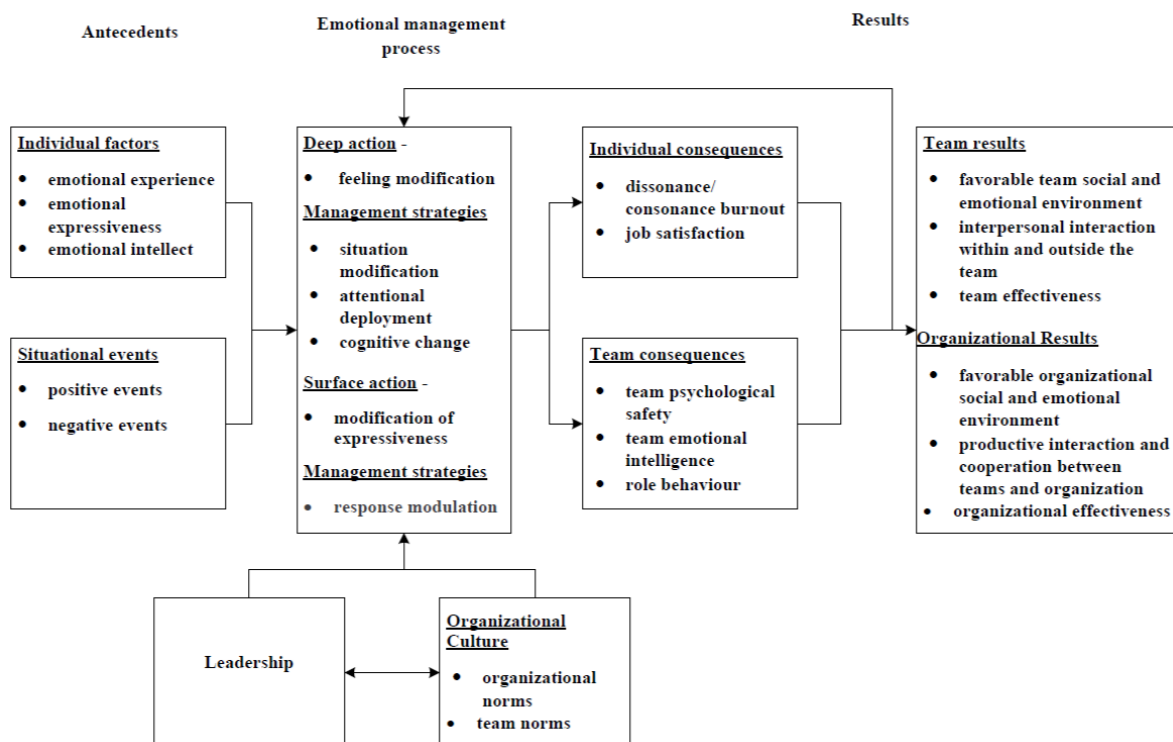 Antecedents
Emotional management
process
Results
Individual factors
• emotional experience
• emotional
expressiveness
• emotional intellect
Situational events
• positive events
• negative events
Deep action -
• feeling modification
Management strategies
• situation
modification
• attentional
deployment
• cognitive change
Surface action -
• modification of
expressiveness
Management strategies
• response modulation
Individual consequences
• dissonance/
consonance burnout
• job satisfaction
Team consequences
• team psychological
safety
• team emotional
intelligence
• role behaviour
Team results
• favorable team social and
emotional environment
• interpersonal interaction
within and outside the
team
• team effectiveness
Organizational Results
• favorable organizational
social and emotional
environment
• productive interaction and
cooperation between
teams and organization
• organizational effectiveness
Leadership
Organizational
Culture
• organizational
norms
• team norms